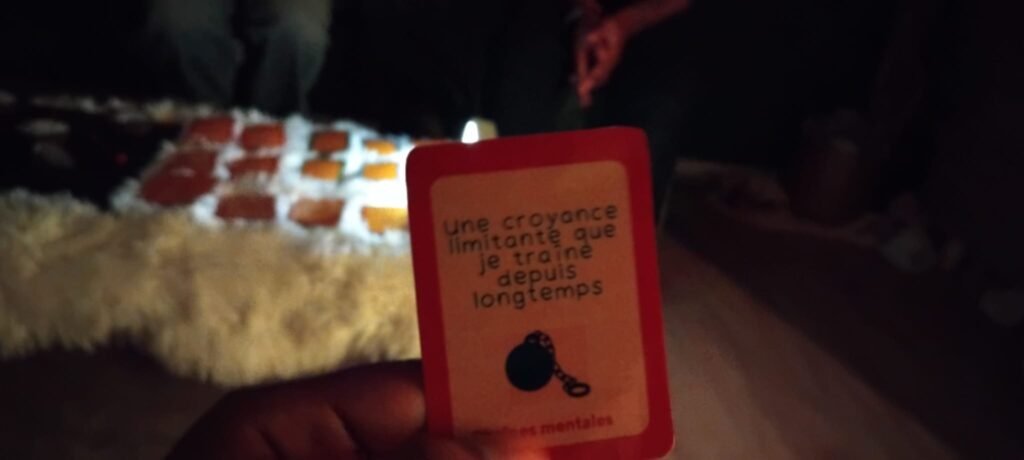 Une croyance
limitante que
je traîne
depuis
longtemps
mentales